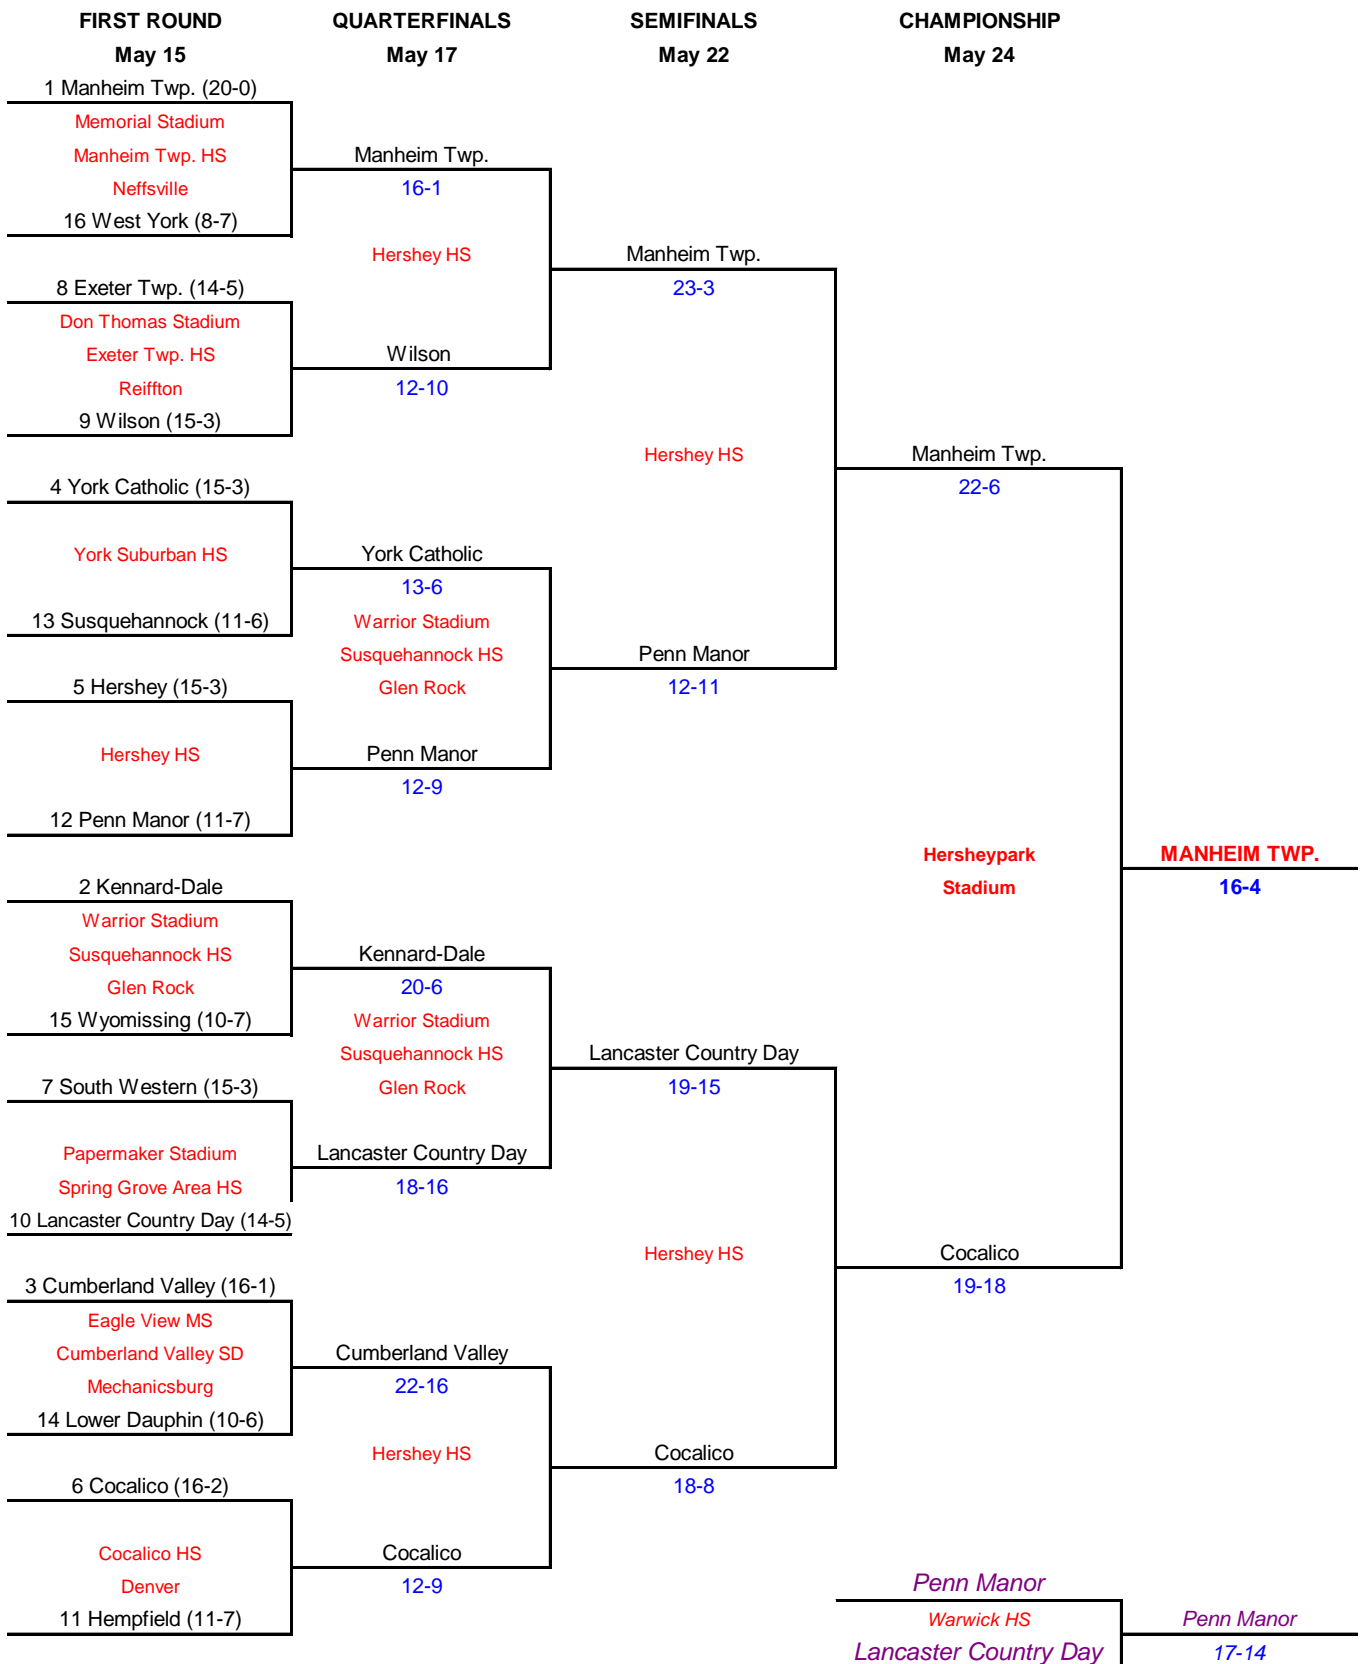 FIRST ROUND
May 15
QUARTERFINALS
May 17
SEMIFINALS
May 22
CHAMPIONSHIP
May 24
1 Manheim Twp. (20-0)
Memorial Stadium
Manheim Twp. HS
Neffsville
16 West York (8-7)
8 Exeter Twp. (14-5)
Don Thomas Stadium
Exeter Twp. HS
Reiffton
9 Wilson (15-3)
4 York Catholic (15-3)
York Suburban HS
13 Susquehannock (11-6)
5 Hershey (15-3)
Hershey HS
12 Penn Manor (11-7)
2 Kennard-Dale
Warrior Stadium
Susquehannock HS
Glen Rock
15 Wyomissing (10-7)
7 South Western (15-3)
Papermaker Stadium
Spring Grove Area HS
10 Lancaster Country Day (14-5)
3 Cumberland Valley (16-1)
Eagle View MS
Cumberland Valley SD
Mechanicsburg
14 Lower Dauphin (10-6)
6 Cocalico (16-2)
Cocalico HS
Denver
11 Hempfield (11-7)
Manheim Twp.
16-1
Hershey HS
Wilson
12-10
York Catholic
13-6
Warrior Stadium
Susquehannock HS
Glen Rock
Penn Manor
12-9
Kennard-Dale
20-6
Warrior Stadium
Susquehannock HS
Glen Rock
Lancaster Country Day
18-16
Cumberland Valley
22-16
Hershey HS
Cocalico
12-9
Manheim Twp.
23-3
Hershey HS
Penn Manor
12-11
Lancaster Country Day
19-15
Hershey HS
Cocalico
18-8
Manheim Twp.
22-6
Hersheypark
Stadium
Cocalico
19-18
MANHEIM TWP.
16-4
Penn Manor
Warwick HS
Lancaster Country Day
Penn Manor
17-14